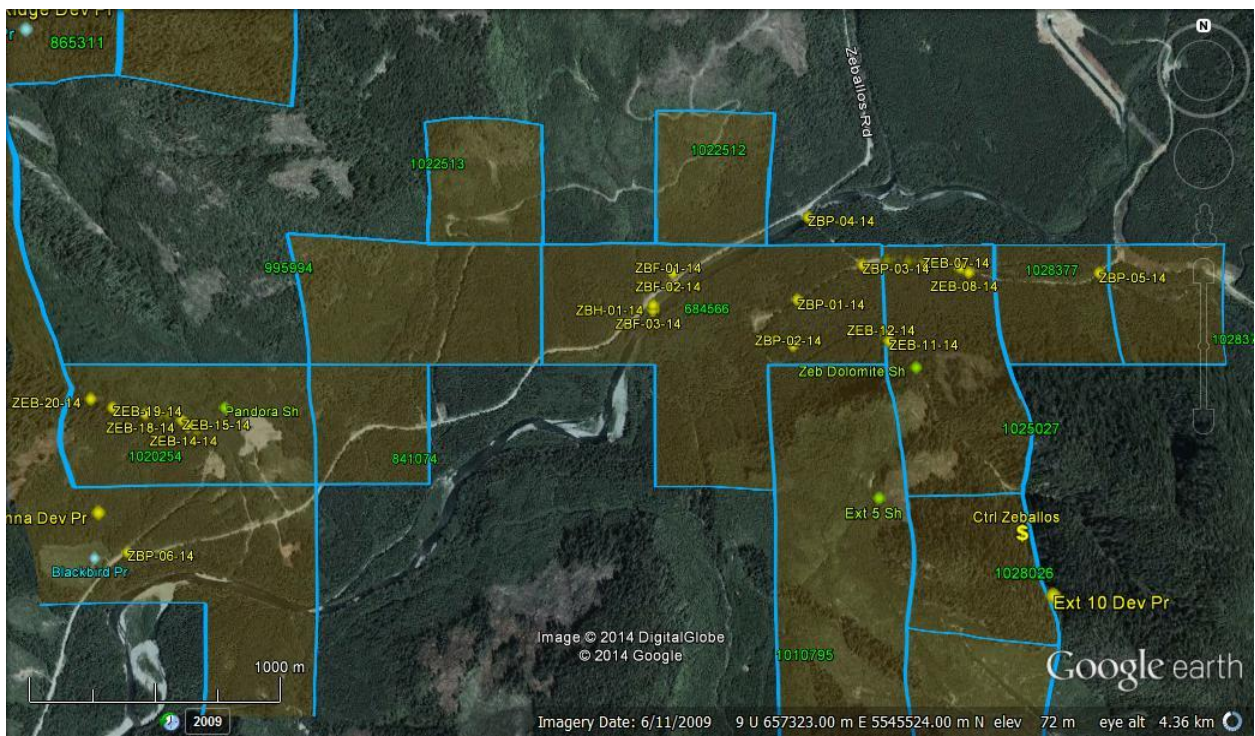 Ridge Dev Pr
Pr
865311
N
Zeballos Rd
1022513
1022512
ZBP-04-14
995994
ZBF-01-14
ZBF-02-14
ZBH-01-14
ZBF-03-14
684566
ZBP-03-14
ZEB-07-14
ZEB-08-14
1028377
ZBP-05-14
ZBP-01-14
ZBP-02-14
ZEB-12-14
ZEB-11-14
102837
Zeb Dolomite Sh
ZEB-20-14
ZEB-19-14
Pandora Sh
ZEB-18-14
ZEB-15-14
ZEB-14-14
1020254
841074
1025027
nna Dev Pr
Ext 5 Sh
Ctrl Zeballos
$
ZBP-06-14
Blackbird Pr
1028026
Ext 10 Dev Pr
Image © 2014 DigitalGlobe
© 2014 Google
1010795
1000 m
Google earth
2009
Imagery Date: 6/11/2009 9 U 657323.00 m E 5545524.00 m N elev 72 m eye alt 4.36 km